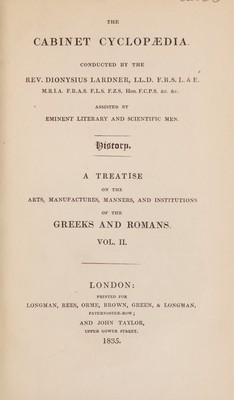 THE
CABINET CYCLOPÆDIA.
CONDUCTED BY THE
REV. DIONYSIUS LARDNER, LL.D. F.R.S. L. & E.
M.R.I.A. F.R.A.S. F.L.S. F.Z.S. Hon. F.C.P.S. &c. &c.
ASSISTED BY
EMINENT LITERARY AND SCIENTIFIC MEN.
History.
A TREATISE
ON THE
ARTS, MANUFACTURES, MANNERS, AND INSTITUTIONS
OF THE
GREEKS AND ROMANS.
VOL. II.
LONDON:
PRINTED FOR
LONGMAN, REES, ORME, BROWN, GREEN, & LONGMAN,
PATERNOSTER-ROW;
AND JOHN TAYLOR,
UPPER GOWER STREET.
1835.